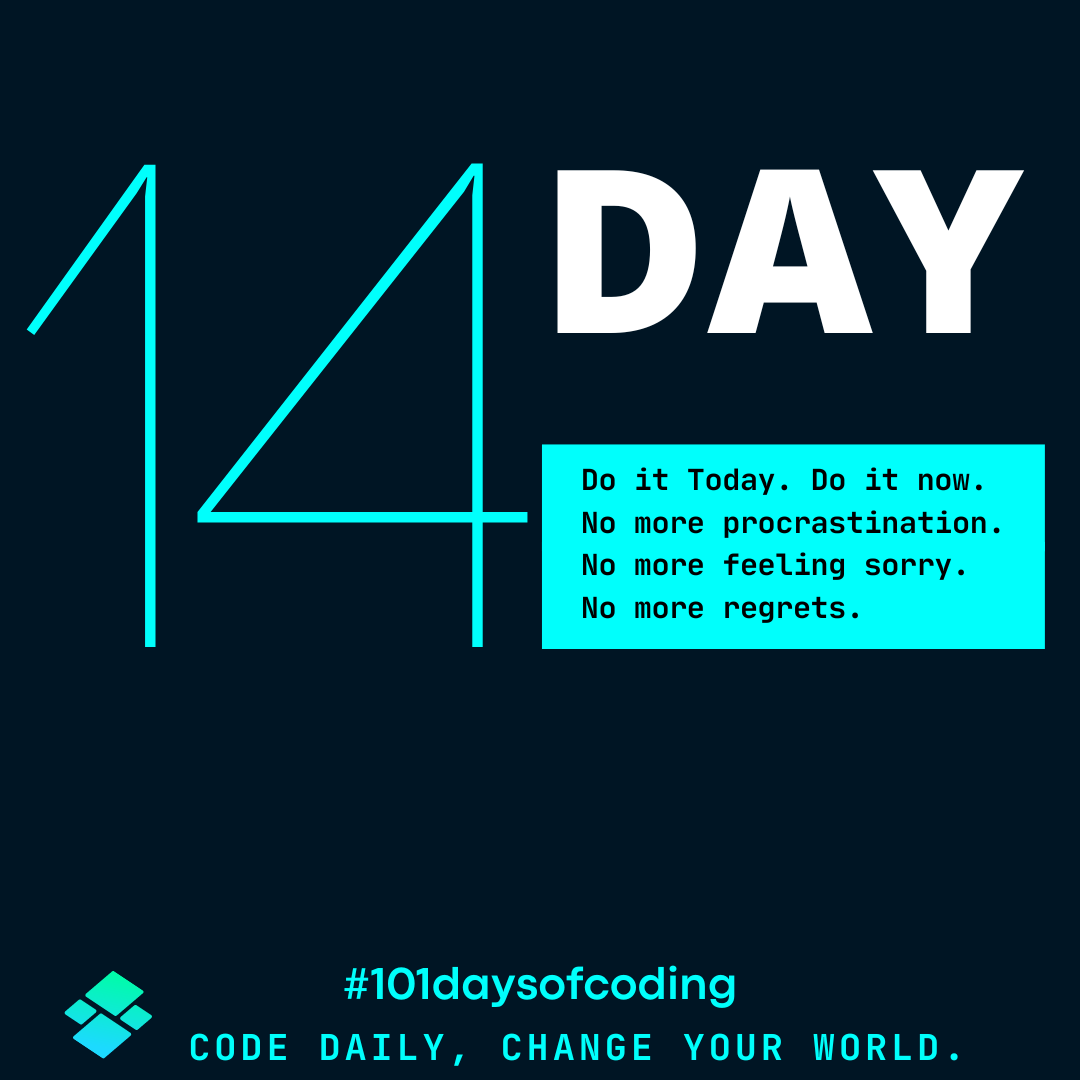 14 DAY
Do it Today. Do it now.
No more procrastination.
No more feeling sorry.
No more regrets.
#101daysofcoding
CODE DAILY, CHANGE YOUR WORLD.